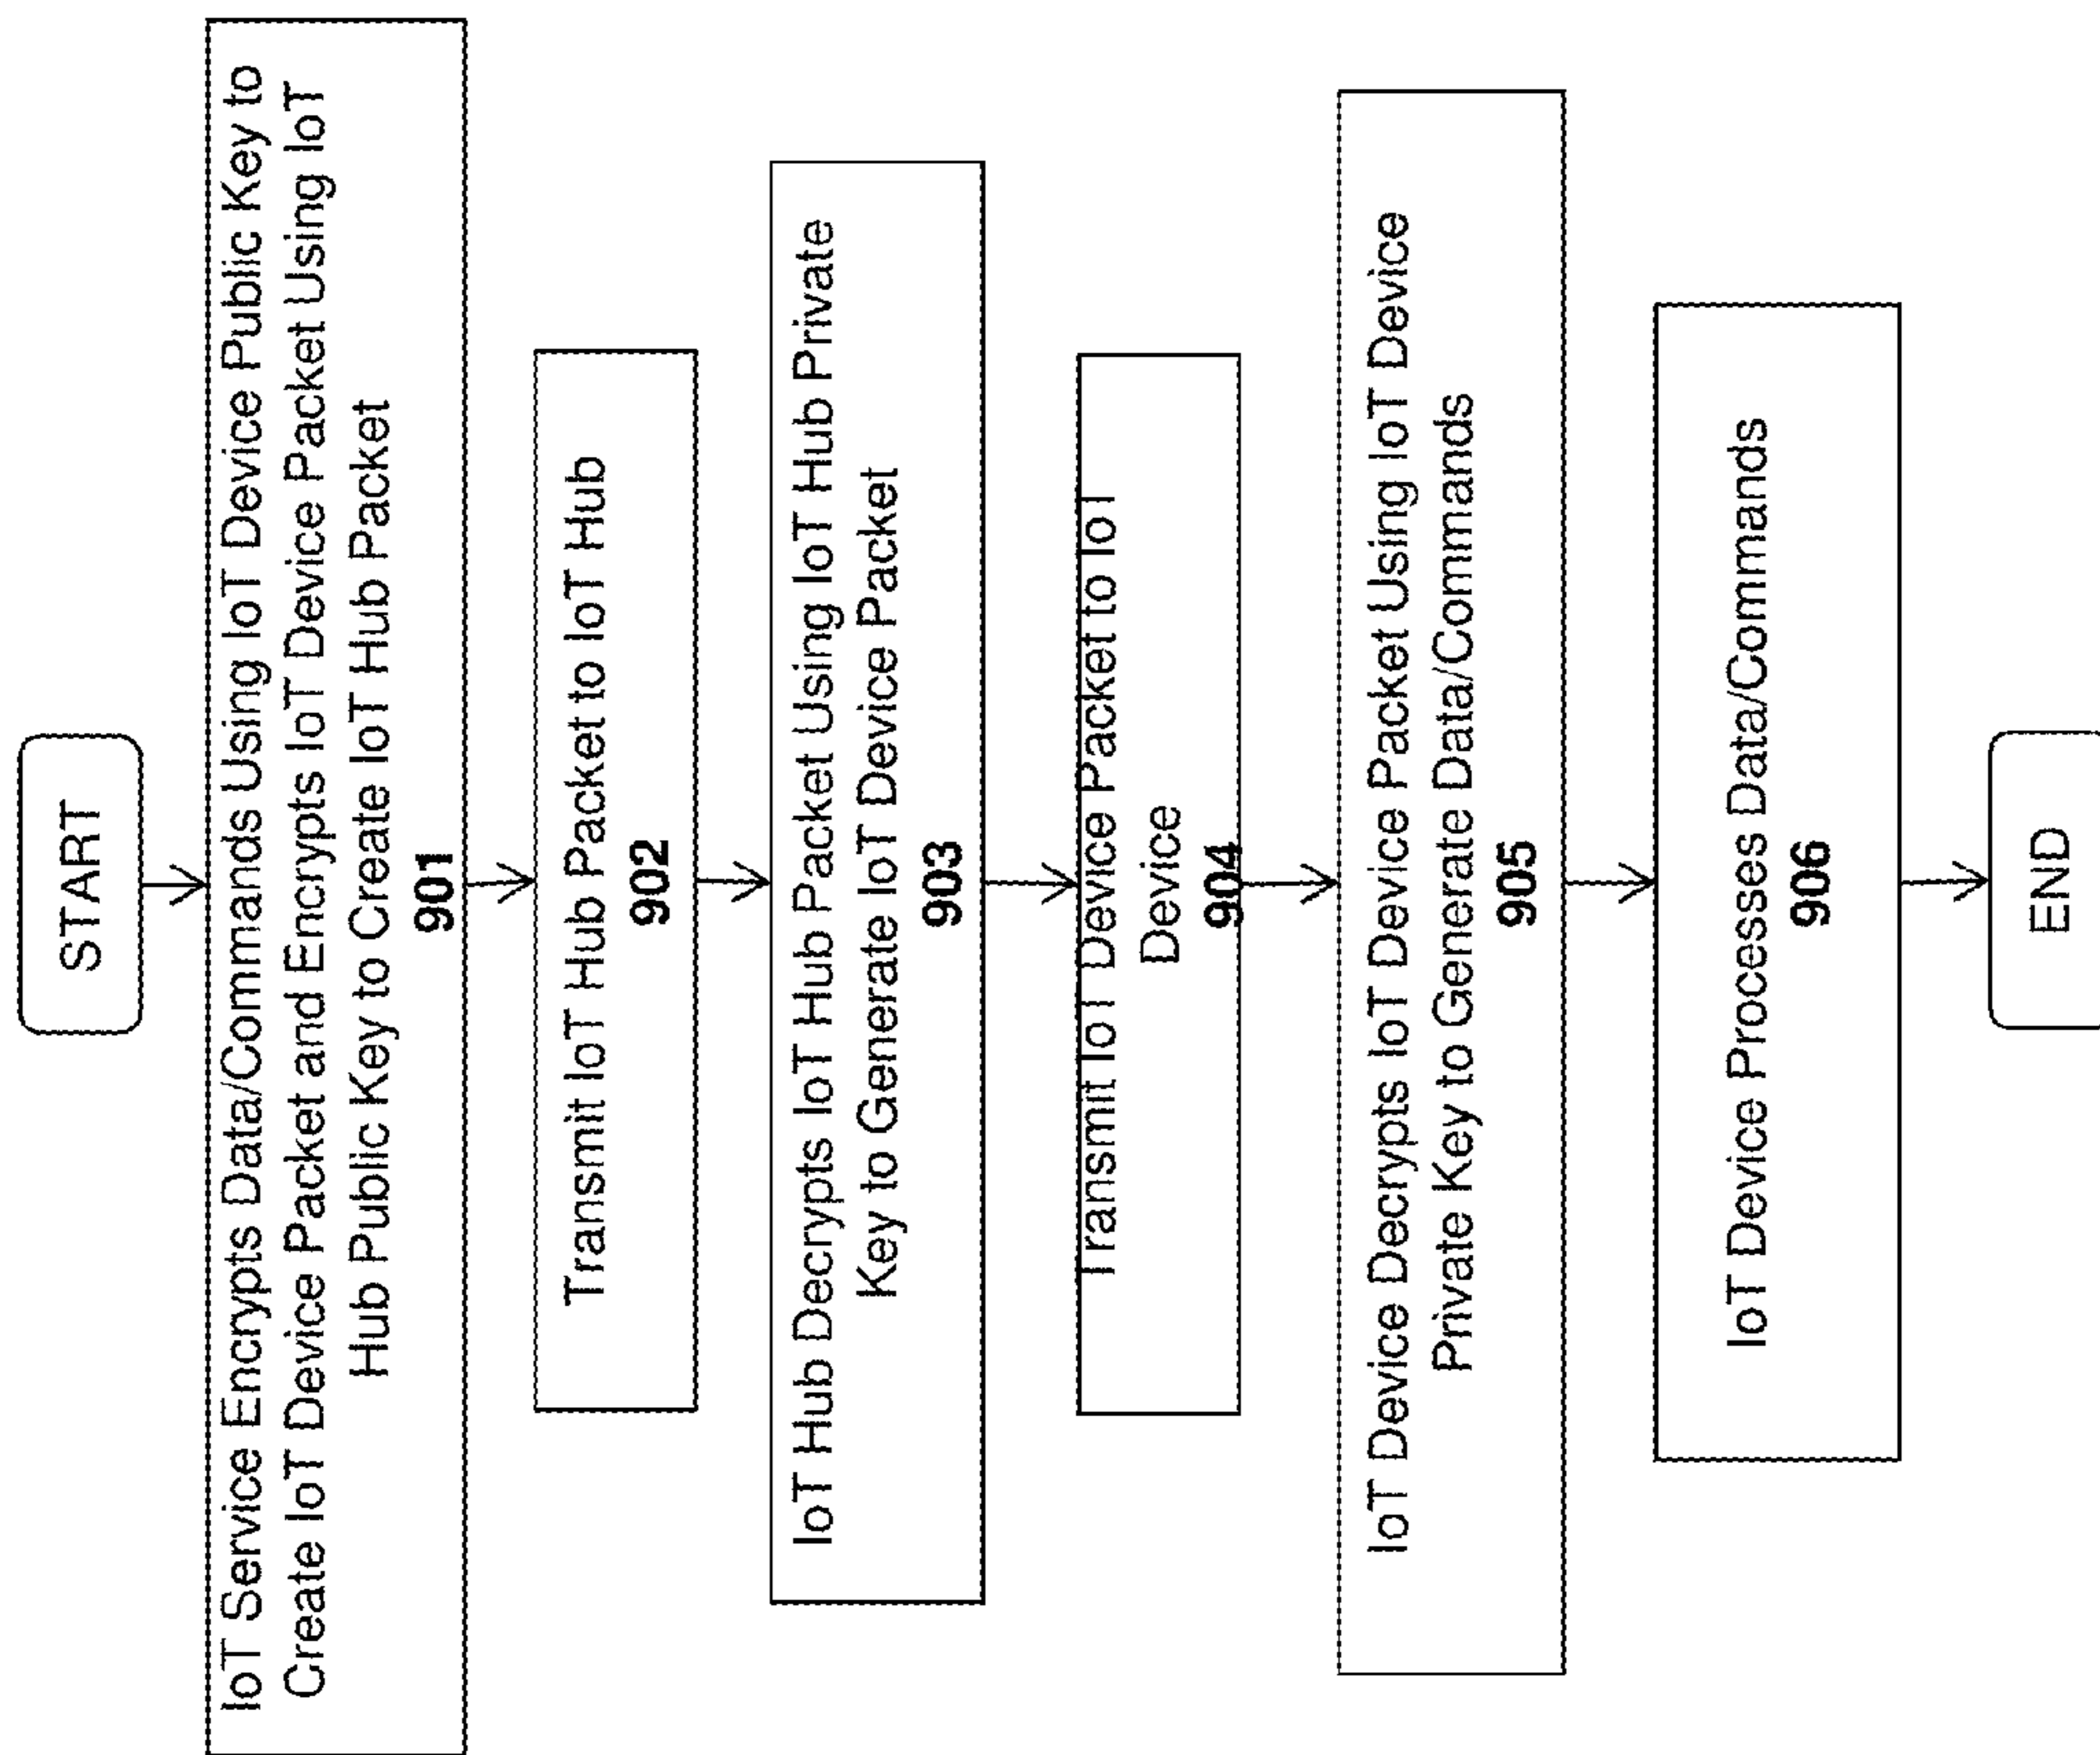 START
IoT Service Encrypts Data/Commands Using IoT Device Public Key to
Create IoT Device Packet and Encrypts IoT Device Packet Using IoT
Hub Public Key to Create IoT Hub Packet
901
Transmit IoT Hub Packet to IoT Hub
902
IoT Hub Decrypts IoT Hub Packet Using IoT Hub Private
Key to Generate IoT Device Packet
903
Transmit IoT Device Packet to IoT
Device
904
IoT Device Decrypts IoT Device Packet Using IoT Device
Private Key to Generate Data/Commands
905
IoT Device Processes Data/Commands
906
END